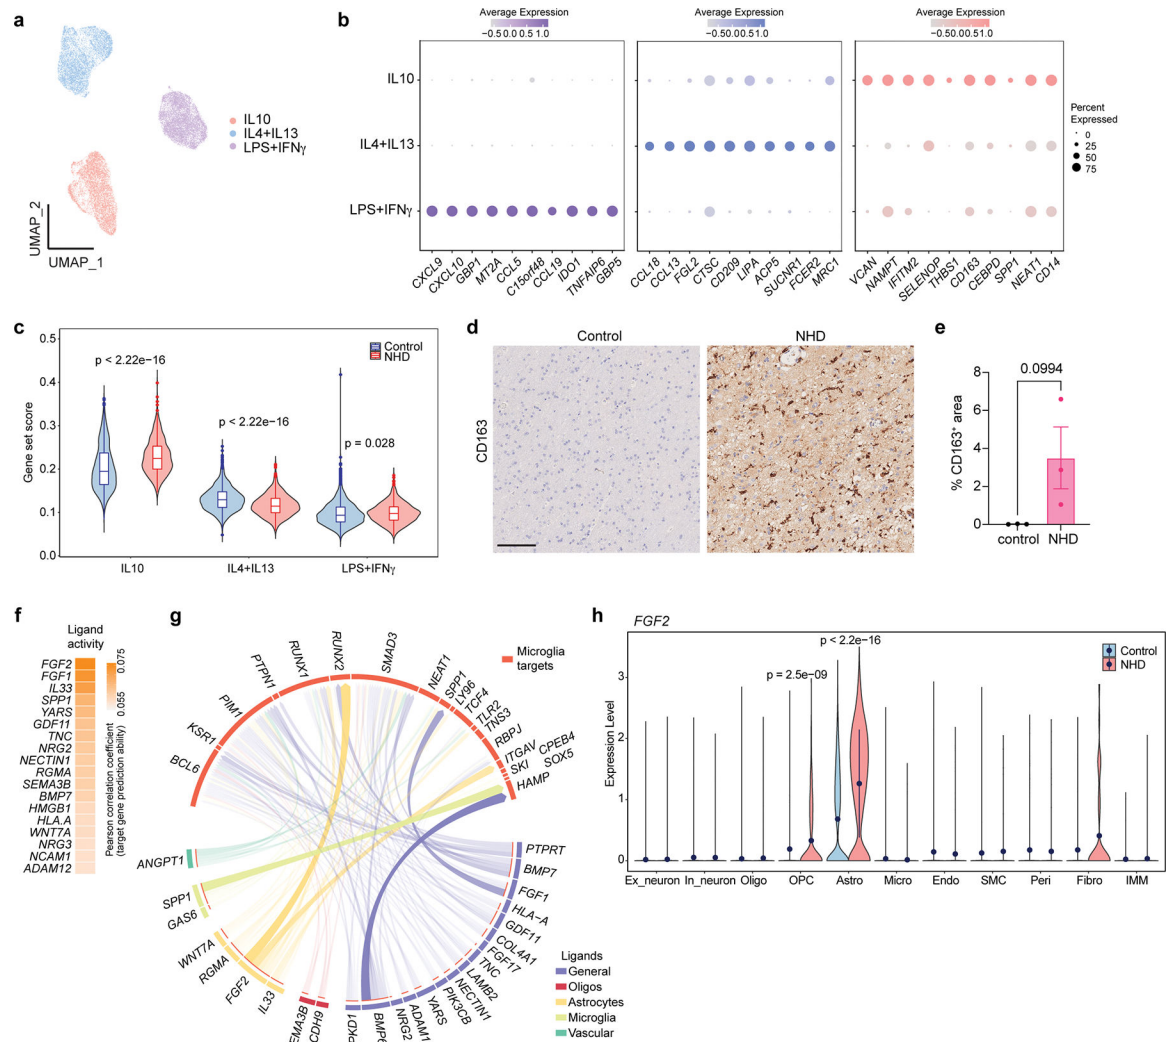 a
IL10
IL4+IL13
LPS+IFNγ
UMAP_2
UMAP_1
b
Average Expression
−0.50.0 0.5 1.0
Average Expression
−0.50.0 0.51.0
Average Expression
−0.50.0 0.51.0
IL10
IL4+IL13
LPS+IFNγ
CXCL9
CXCL10
GBP1
MT2A
CCL5
C15orf48
CCL19
IDO1
TNFAIP6
GBP5
CCL18
CCL13
FGL2
CTSC
CD209
LIPA
ACP5
SUCNR1
FCER2
MRC1
VCAN
NAMPT
IFITM2
SELENOP
THBS1
CD163
CEBPD
SPP1
NEAT1
CD14
Percent
Expressed
0
25
50
75
c
Gene set score
0.5
0.4
0.3
0.2
0.1
0.0
p < 2.22e−16
p < 2.22e−16
p = 0.028
Control
NHD
IL10
IL4+IL13
LPS+IFNγ
d
Control
NHD
CD163
e
% CD163+ area
8
6
4
2
0
0.0994
control
NHD
f
Ligand
activity
FGF2
FGF1
IL33
SPP1
YARS
GDF11
TNC
NRG2
NECTIN1
RGMA
SEMA3B
BMP7
HMGB1
HLA.A
WNT7A
NRG3
NCAM1
ADAM12
0.075
0.055
Pearson correlation coefficient
(target gene prediction ability)
g
Microglia
targets
BCL6
KSR1
PIM1
PTPN1
RUNX1
RUNX2
SMAD3
NEAT1
SPP1
LY96
TCF4
TLR2
TNS3
RBPJ
ITGAV
CPEB4
SKI
SOX5
HAMP
PTPRT
BMP7
FGF1
HLA−A
GDF11
COL4A1
FGF17
TNC
LAMB2
NECTIN1
PIK3CB
YARS
ADAM1
NRG2
BMP6
PKD1
CDH9
EMA3B
IL33
FGF2
RGMA
WNT7A
GAS6
SPP1
ANGPT1
Ligands
General
Oligos
Astrocytes
Microglia
Vascular
h
FGF2
Expression Level
3
2
1
0
p = 2.5e−09
p < 2.2e−16
Control
NHD
Ex_neuron
In_neuron
Oligo
OPC
Astro
Micro
Endo
SMC
Peri
Fibro
IMM